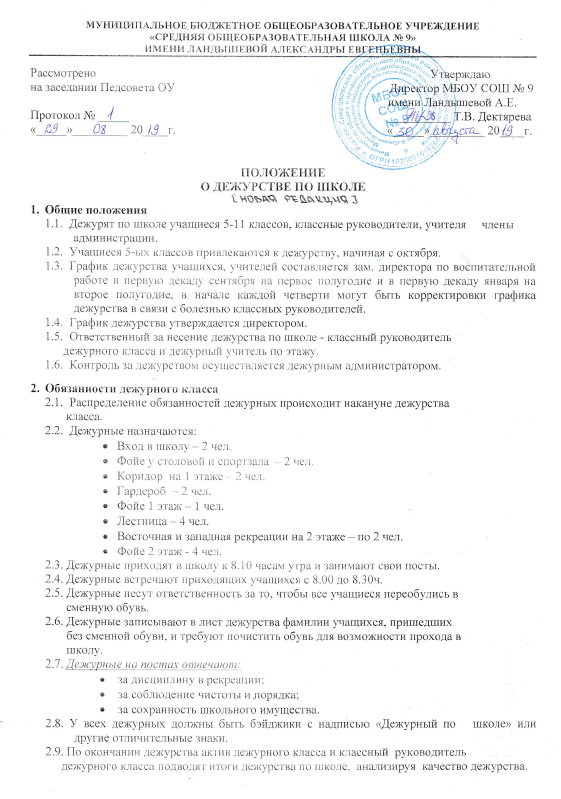 МУНИЦИПАЛЬНОЕ БЮДЖЕТНОЕ ОБЩЕОБРАЗОВАТЕЛЬНОЕ УЧРЕЖДЕНИЕ
«СРЕДНЯЯ ОБЩЕОБРАЗОВАТЕЛЬНАЯ ШКОЛА № 9»
ИМЕНИ ЛАНДЫШЕВОЙ АЛЕКСАНДРЫ ЕВГЕНЬЕВНЫ
Рассмотрено Утверждаю
на заседании Педсовета ОУ Директор МБОУ СОШ № 9
имени Ландышевой А.Е.
Протокол № 1 Т.В. Дектярева
« 29 » 08 2019 г. « 30 » августа 2019 г.
МБОУ
СОШ
№ 9
ПОЛОЖЕНИЕ
О ДЕЖУРСТВЕ ПО ШКОЛЕ
(НОВАЯ РЕДАКЦИЯ)
1. Общие положения
1.1. Дежурят по школе учащиеся 5-11 классов, классные руководители, учителя члены
администрации.
1.2. Учащиеся 5-ых классов привлекаются к дежурству, начиная с октября.
1.3. График дежурства учащихся, учителей составляется зам. директора по воспитательной
работе в первую декаду сентября на первое полугодие и в первую декаду января на
второе полугодие, в начале каждой четверти могут быть корректировки графика
дежурства в связи с болезнью классных руководителей.
1.4. График дежурства утверждается директором.
1.5. Ответственный за несение дежурства по школе - классный руководитель
дежурного класса и дежурный учитель по этажу.
1.6. Контроль за дежурством осуществляется дежурным администратором.
2. Обязанности дежурного класса
2.1. Распределение обязанностей дежурных происходит накануне дежурства
класса.
2.2. Дежурные назначаются:
• Вход в школу – 2 чел.
• Фойе у столовой и спортзала – 2 чел.
• Коридор на 1 этаже – 2 чел.
• Гардероб – 2 чел.
• Фойе 1 этаж – 1 чел.
• Лестница – 4 чел.
• Восточная и западная рекреации на 2 этаже – по 2 чел.
• Фойе 2 этаж - 4 чел.
2.3. Дежурные приходят в школу к 8.10 часам утра и занимают свои посты.
2.4. Дежурные встречают приходящих учащихся с 8.00 до 8.30ч.
2.5. Дежурные несут ответственность за то, чтобы все учащиеся переобулись в
сменную обувь.
2.6. Дежурные записывают в лист дежурства фамилии учащихся, пришедших
без сменной обуви, и требуют почистить обувь для возможности прохода в
школу.
2.7. Дежурные на постах отвечают:
• за дисциплину в рекреации;
• за соблюдение чистоты и порядка;
• за сохранность школьного имущества.
2.8. У всех дежурных должны быть бэйджики с надписью «Дежурный по школе» или
другие отличительные знаки.
2.9. По окончании дежурства актив дежурного класса и классный руководитель
дежурного класса подводят итоги дежурства по школе, анализируя качество дежурства.